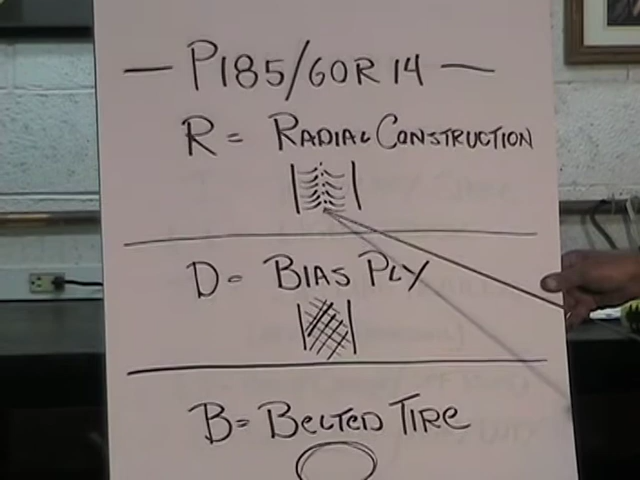 — P185/60R14 —
R = RADIAL CONSTRUCTION
D = BIAS PLY
B = BELTED TIRE